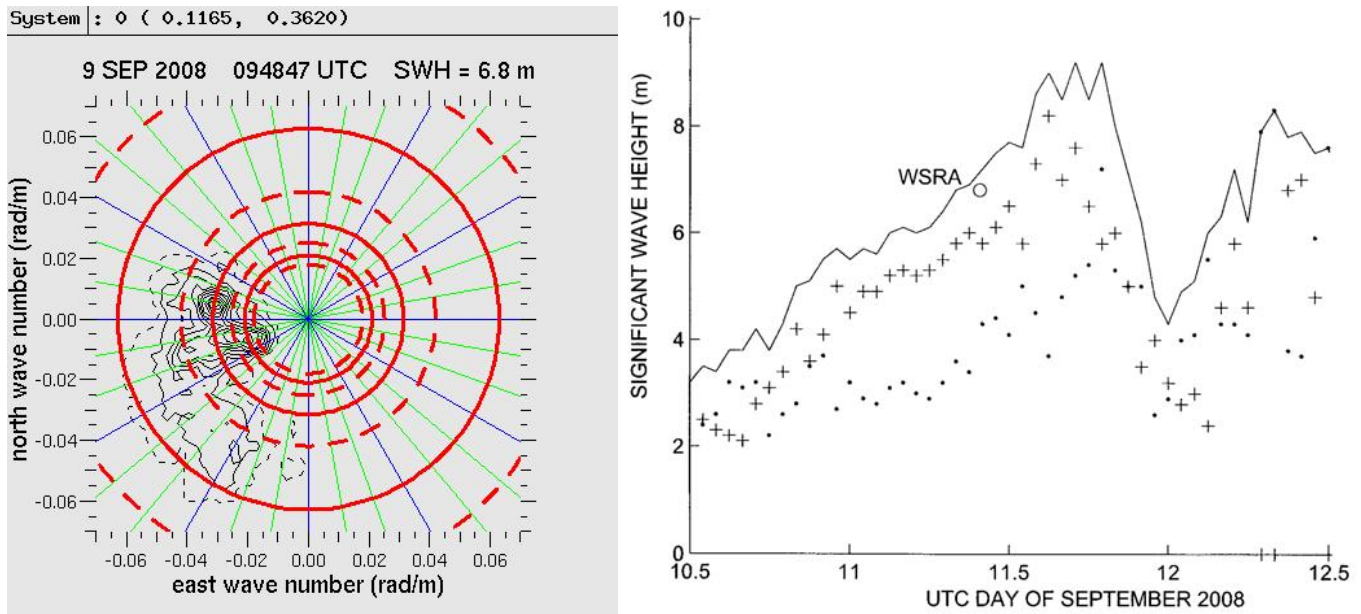 System : 0 ( 0.1165, 0.3620)
9 SEP 2008 094847 UTC SWH = 6.8 m
north wave number (rad/m)
0.06
0.04
0.02
0.00
-0.02
-0.04
-0.06
-0.06 -0.04 -0.02 0.00 0.02 0.04 0.06
east wave number (rad/m)
SIGNIFICANT WAVE HEIGHT (m)
10
8
6
4
2
0
WSRA
10.5 11 11.5 12 12.5
UTC DAY OF SEPTEMBER 2008